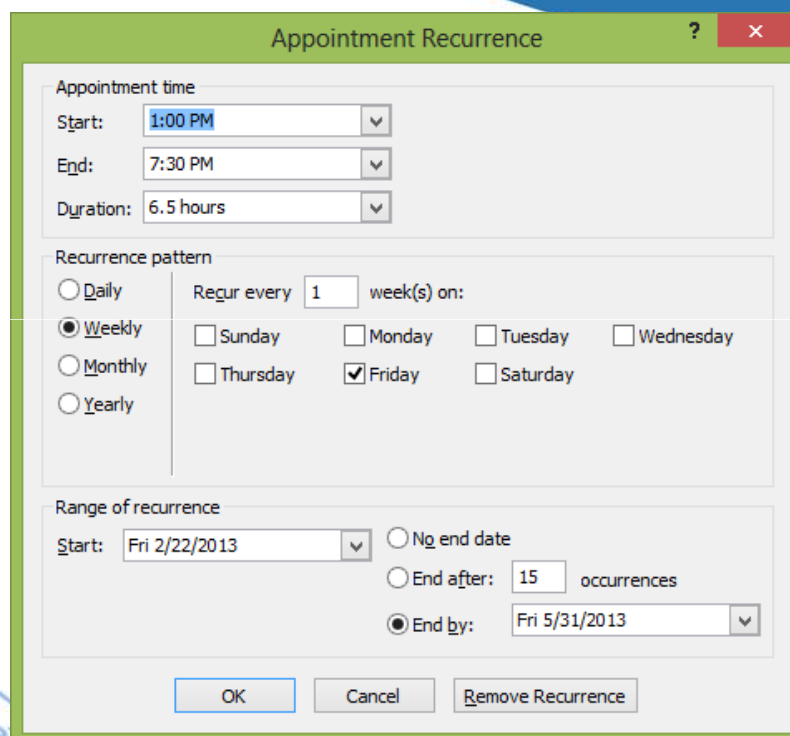 Appointment Recurrence ?
Appointment time
Start: 1:00 PM
End: 7:30 PM
Duration: 6.5 hours
Recurrence pattern
Daily Recur every 1 week(s) on:
Weekly Sunday Monday Tuesday Wednesday
Monthly Thursday Friday Saturday
Yearly
Range of recurrence
Start: Fri 2/22/2013 No end date
End after: 15 occurrences
End by: Fri 5/31/2013
OK Cancel Remove Recurrence